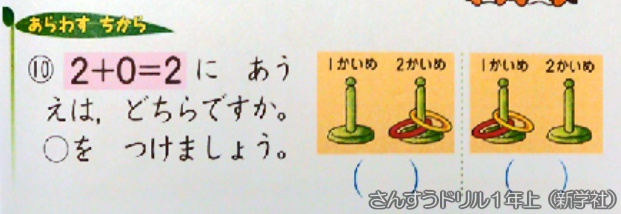 あらわす ちから
⑩ 2+0=2 に あう
えは, どちらですか。
○を つけましょう。
1かいめ 2かいめ
1かいめ 2かいめ
( ) ( )
さんすうドリル1年上(新学社)